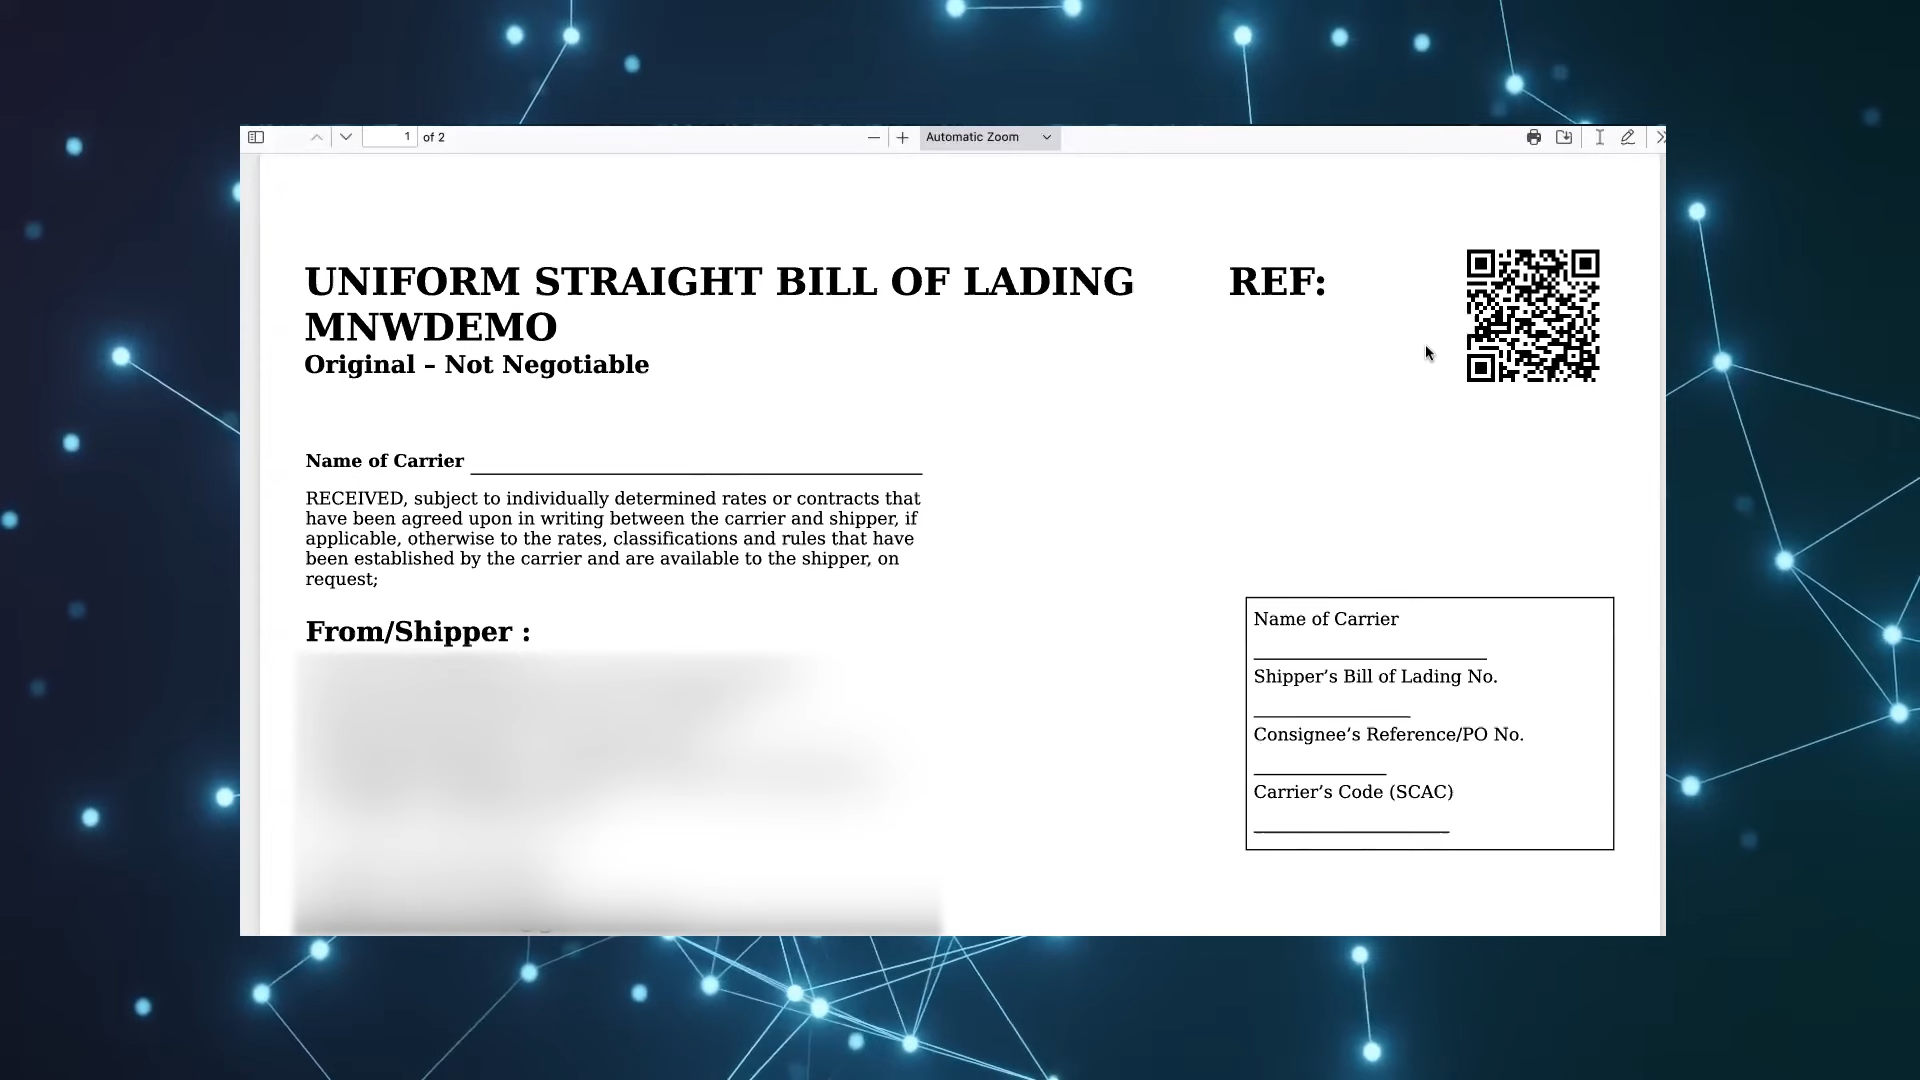 1 of 2
Automatic Zoom
UNIFORM STRAIGHT BILL OF LADING REF:
MNWDEMO
Original – Not Negotiable
Name of Carrier
RECEIVED, subject to individually determined rates or contracts that
have been agreed upon in writing between the carrier and shipper, if
applicable, otherwise to the rates, classifications and rules that have
been established by the carrier and are available to the shipper, on
request;
From/Shipper :
Name of Carrier
Shipper’s Bill of Lading No.
Consignee’s Reference/PO No.
Carrier’s Code (SCAC)